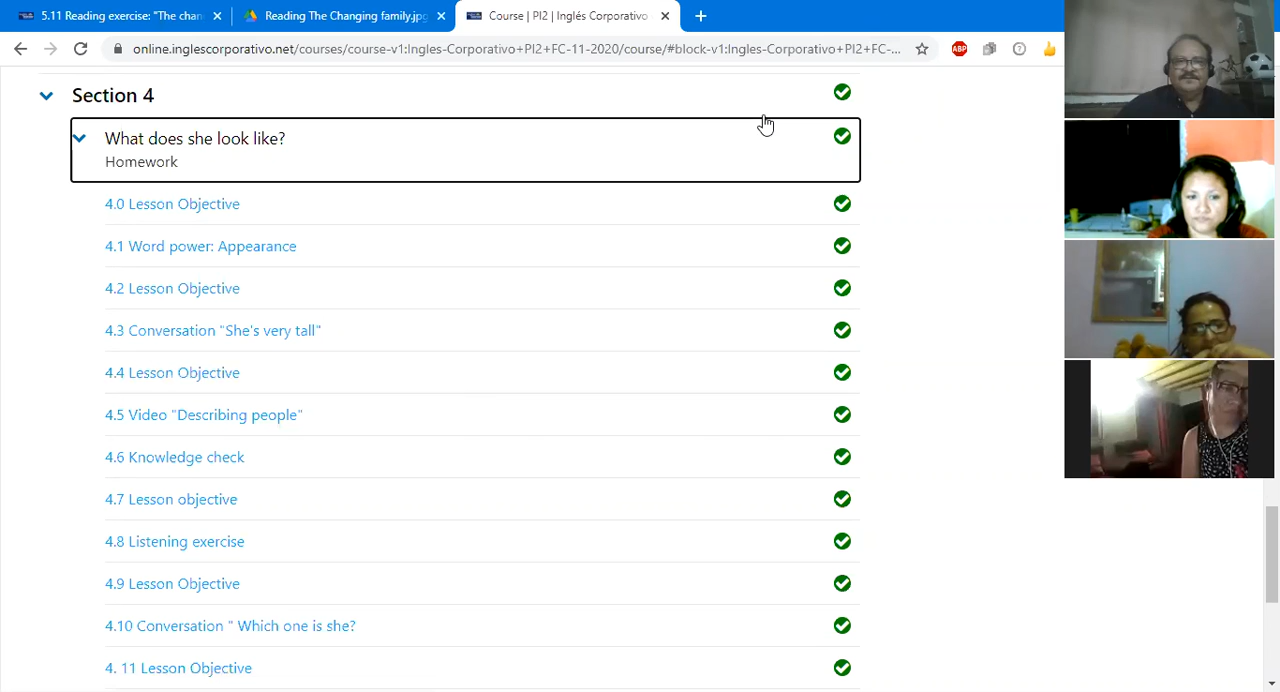 5.11 Reading exercise: "The chan
Reading The Changing family.jpg
Course | PI2 | Inglés Corporativo
online.inglescorporativo.net/courses/course-v1:Ingles-Corporativo+PI2+FC-11-2020/course/#block-v1:Ingles-Corporativo+PI2+FC-...
ABP
Section 4
What does she look like?
Homework
4.0 Lesson Objective
4.1 Word power: Appearance
4.2 Lesson Objective
4.3 Conversation "She's very tall"
4.4 Lesson Objective
4.5 Video "Describing people"
4.6 Knowledge check
4.7 Lesson objective
4.8 Listening exercise
4.9 Lesson Objective
4.10 Conversation " Which one is she?
4. 11 Lesson Objective